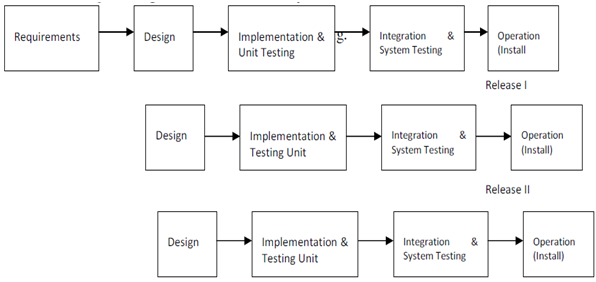 Requirements
Design
Implementation &
Unit Testing
g.
Integration &
System Testing
Operation
(Install
Release I
Design
Implementation &
Testing Unit
Integration &
System Testing
Operation
(Install)
Release II
Design
Implementation &
Testing Unit
Integration &
System Testing
Operation
(Install)